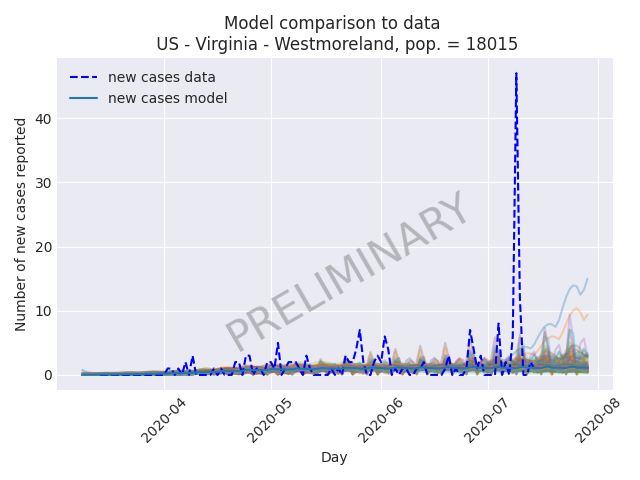 Model comparison to data
US - Virginia - Westmoreland, pop. = 18015
new cases data
new cases model
Number of new cases reported
40
30
20
10
0
PRELIMINARY
2020-04
2020-05
2020-06
2020-07
2020-08
Day